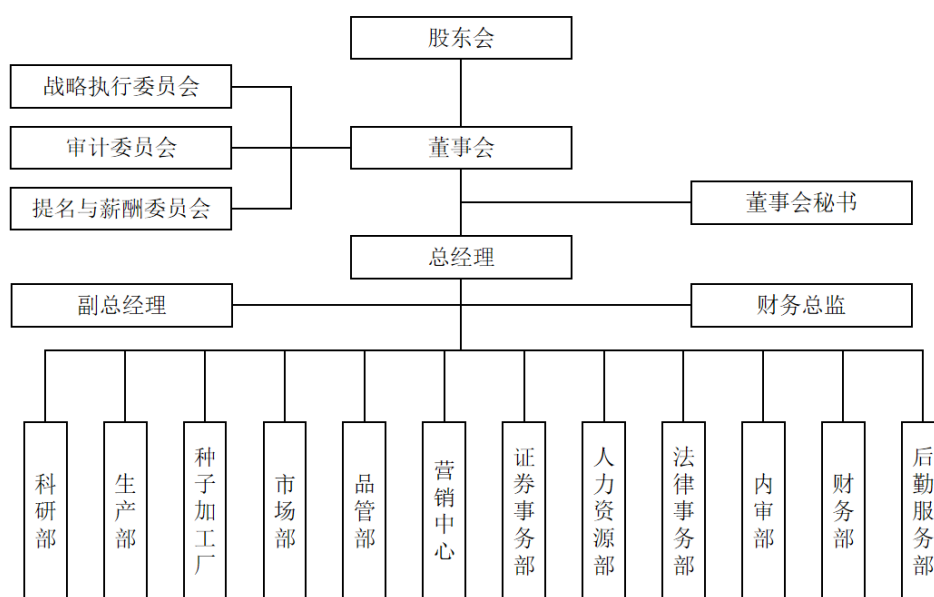 股东会
战略执行委员会
审计委员会
董事会
提名与薪酬委员会
董事会秘书
总经理
副总经理
财务总监
科研部
生产部
种子加工厂
市场部
品管部
营销中心
证券事务部
人力资源部
法律事务部
内审部
财务部
后勤服务部